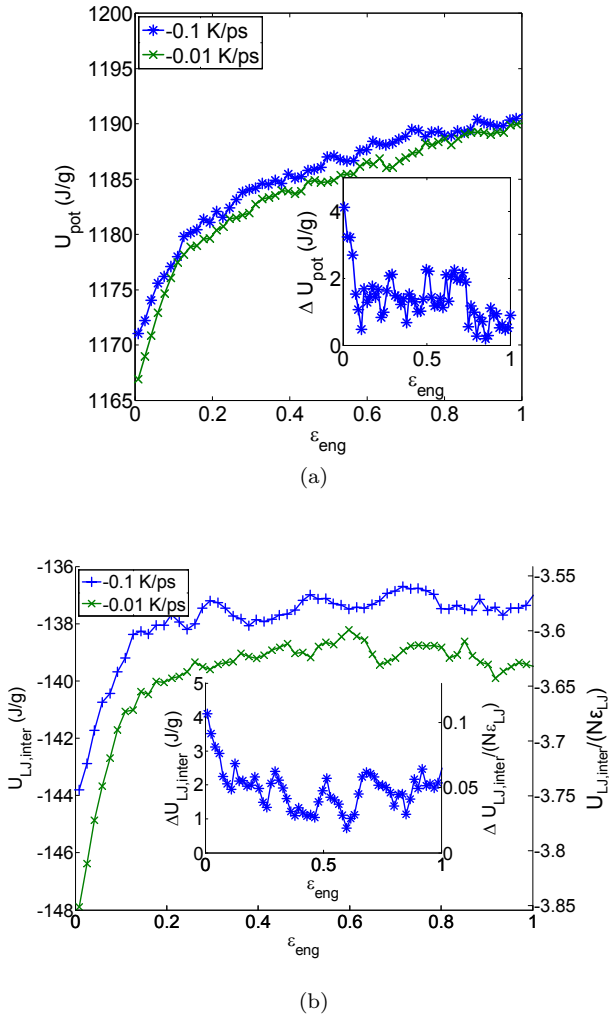 1200
1195
1190
1185
1180
1175
1170
1165
U_pot (J/g)
-0.1 K/ps
-0.01 K/ps
4
2
0
Δ U_pot (J/g)
0 0.5 1
ε_eng
0 0.2 0.4 0.6 0.8 1
ε_eng
(a)
-136
-138
-140
-142
-144
-146
-148
U_LJ,inter (J/g)
-0.1 K/ps
-0.01 K/ps
5
4
3
2
1
0
ΔU_LJ,inter (J/g)
0.1
0.05
0
Δ U_LJ,inter/(Nε_LJ)
0 0.5 1
ε_eng
-3.55
-3.6
-3.65
-3.7
-3.75
-3.8
-3.85
U_LJ,inter/(Nε_LJ)
0 0.2 0.4 0.6 0.8 1
ε_eng
(b)